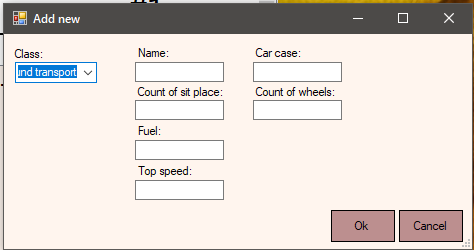 Add new
Class:
Name:
Car case:
transport
Count of sit place:
Count of wheels:
Fuel:
Top speed:
Ok
Cancel